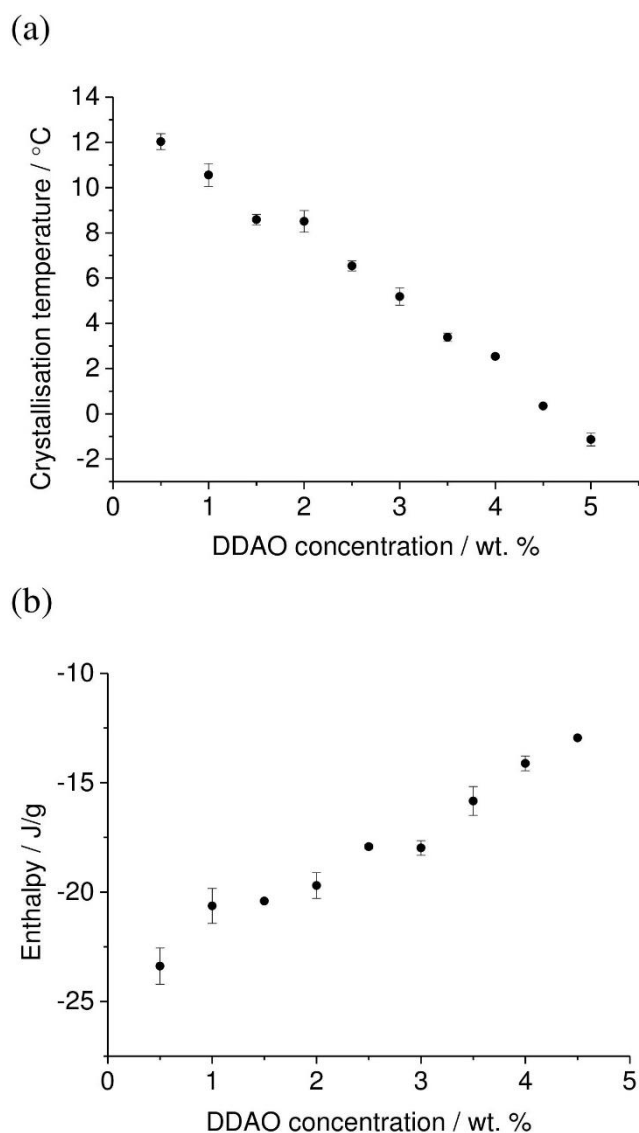 (a)
Crystallisation temperature / °C
14
12
10
8
6
4
2
0
-2
0 1 2 3 4 5
DDAO concentration / wt. %
(b)
Enthalpy / J/g
-10
-15
-20
-25
0 1 2 3 4 5
DDAO concentration / wt. %